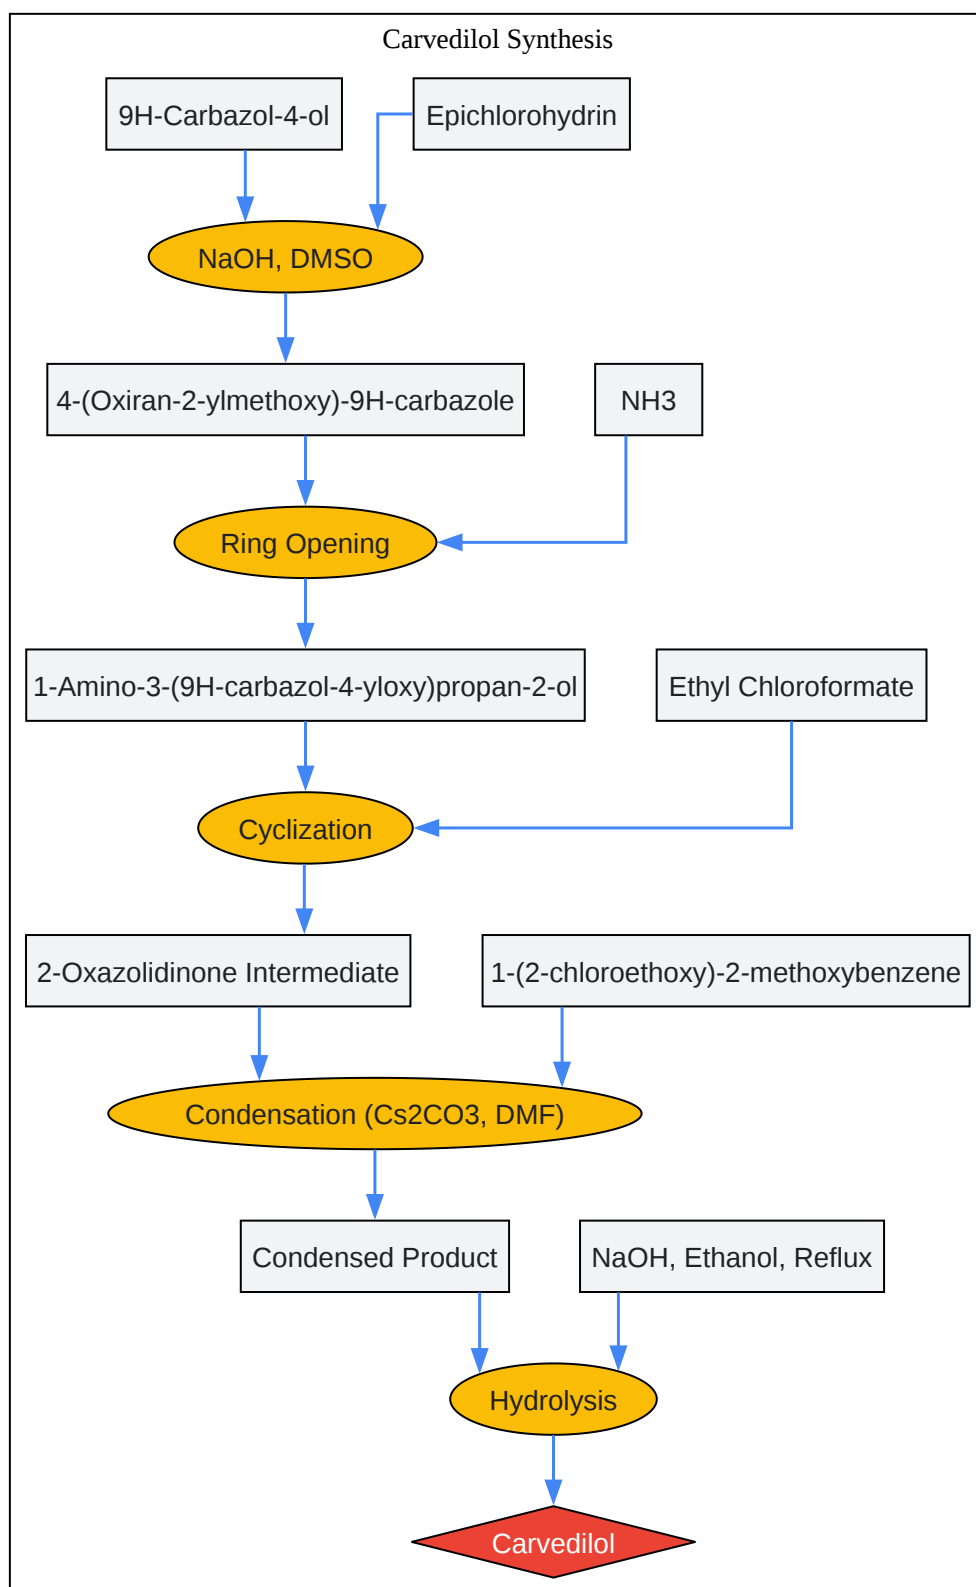 Carvedilol Synthesis
9H-Carbazol-4-ol
Epichlorohydrin
NaOH, DMSO
4-(Oxiran-2-ylmethoxy)-9H-carbazole
NH3
Ring Opening
1-Amino-3-(9H-carbazol-4-yloxy)propan-2-ol
Ethyl Chloroformate
Cyclization
2-Oxazolidinone Intermediate
1-(2-chloroethoxy)-2-methoxybenzene
Condensation (Cs2CO3, DMF)
Condensed Product
NaOH, Ethanol, Reflux
Hydrolysis
Carvedilol